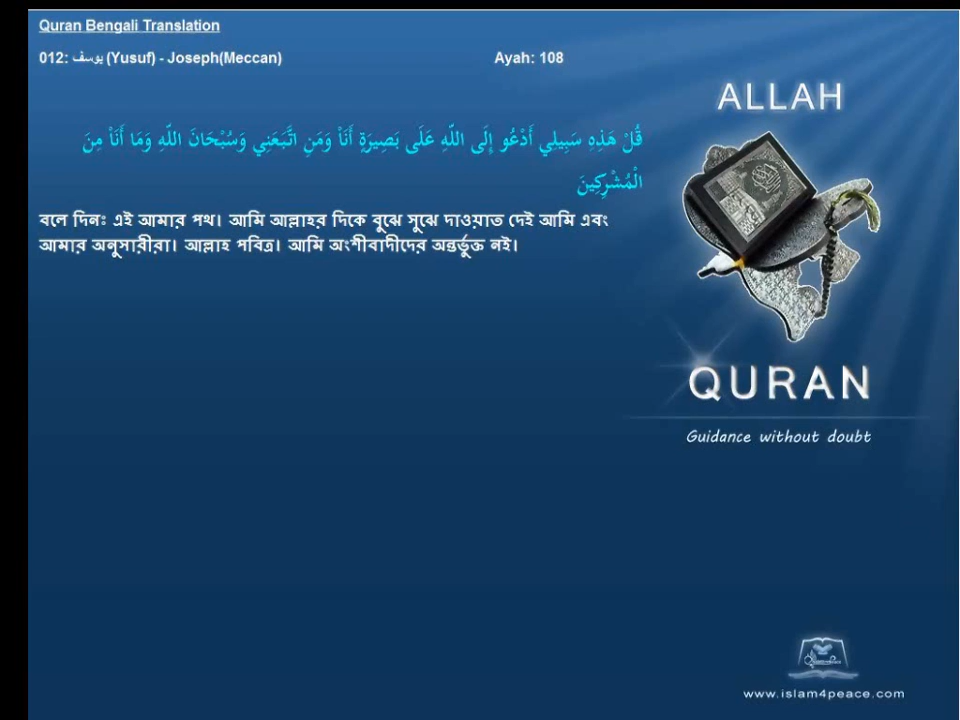 Quran Bengali Translation
012: يوسف (Yusuf) - Joseph(Meccan) Ayah: 108
ALLAH
قُلْ هَذِهِ سَبِيلِي أَدْعُو إِلَى اللّهِ عَلَى بَصِيرَةٍ أَنَاْ وَمَنِ اتَّبَعَنِي وَسُبْحَانَ اللّهِ وَمَا أَنَاْ مِنَ
الْمُشْرِكِينَ
বলে দিনঃ এই আমার পথ। আমি আল্লাহর দিকে বুঝে সুঝে দাওয়াত দেই আমি এবং
আমার অনুসারীরা। আল্লাহ পবিত্র। আমি অংশীবাদীদের অন্তর্ভুক্ত নই।
QURAN
Guidance without doubt
www.islam4peace.com